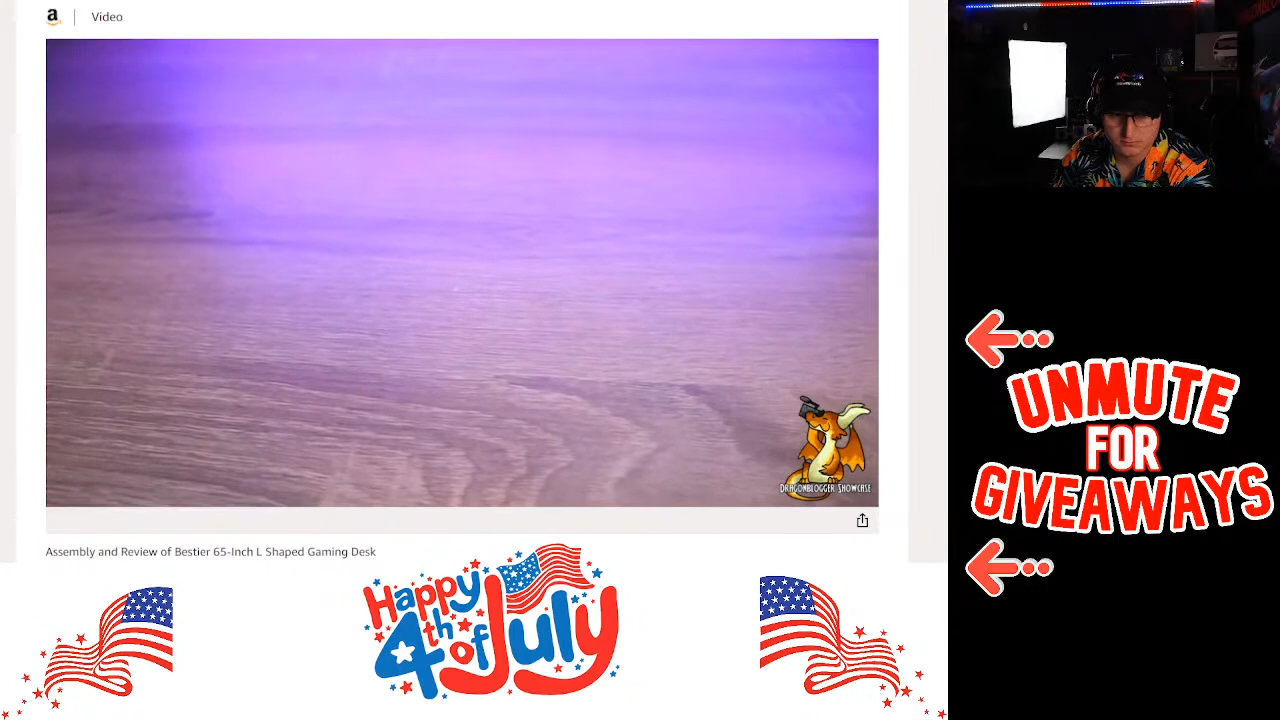 a
Video
DRAGONBLOGGER SHOWCASE
Assembly and Review of Bestier 65-Inch L Shaped Gaming Desk
Happy
4th of July
UNMUTE
FOR
GIVEAWAYS